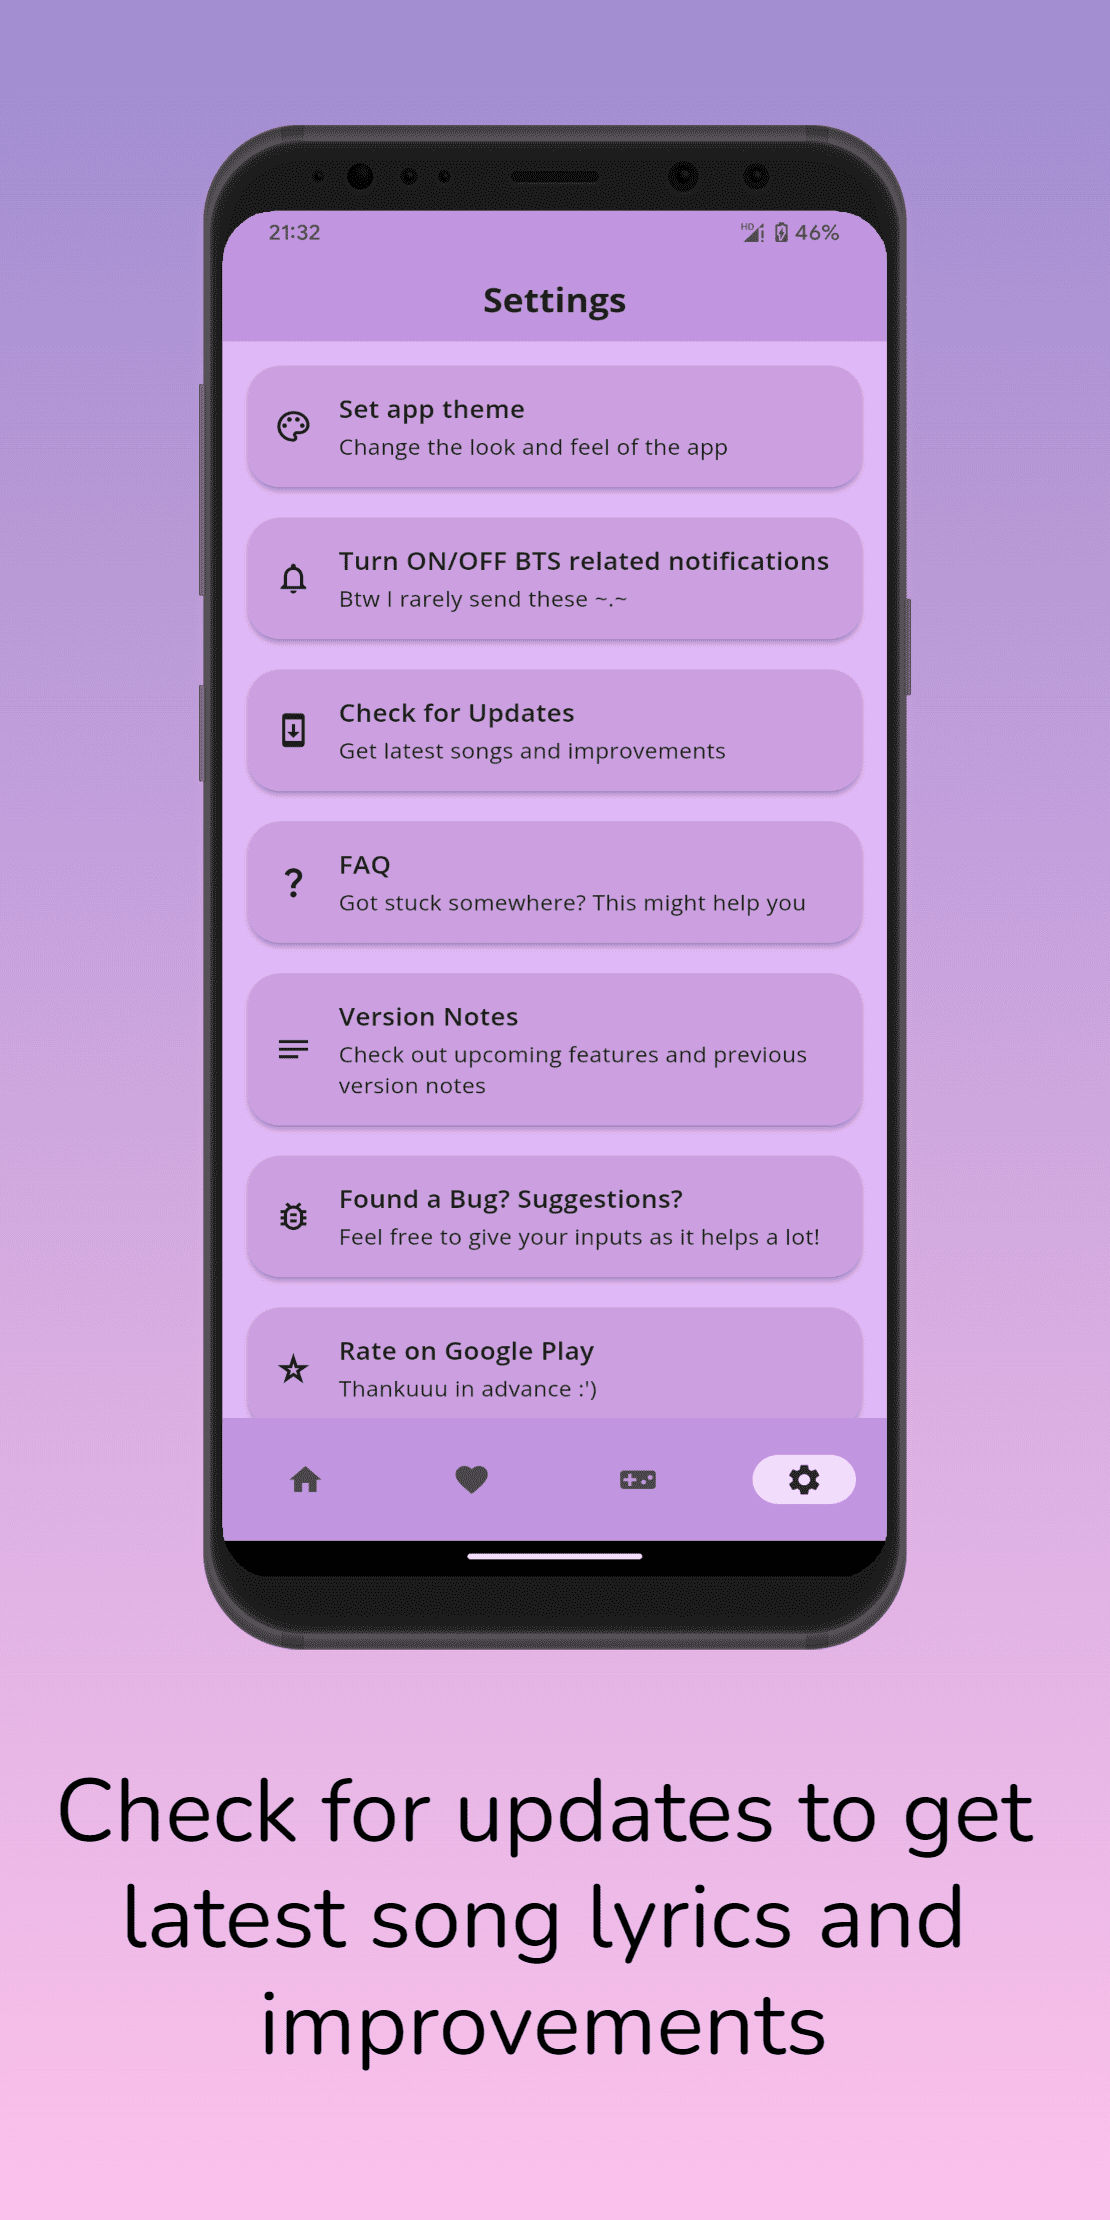 21:32
HD 46%
Settings
Set app theme
Change the look and feel of the app
Turn ON/OFF BTS related notifications
Btw I rarely send these ~.~
Check for Updates
Get latest songs and improvements
FAQ
Got stuck somewhere? This might help you
Version Notes
Check out upcoming features and previous
version notes
Found a Bug? Suggestions?
Feel free to give your inputs as it helps a lot!
Rate on Google Play
Thankuuu in advance :')
Check for updates to get
latest song lyrics and
improvements